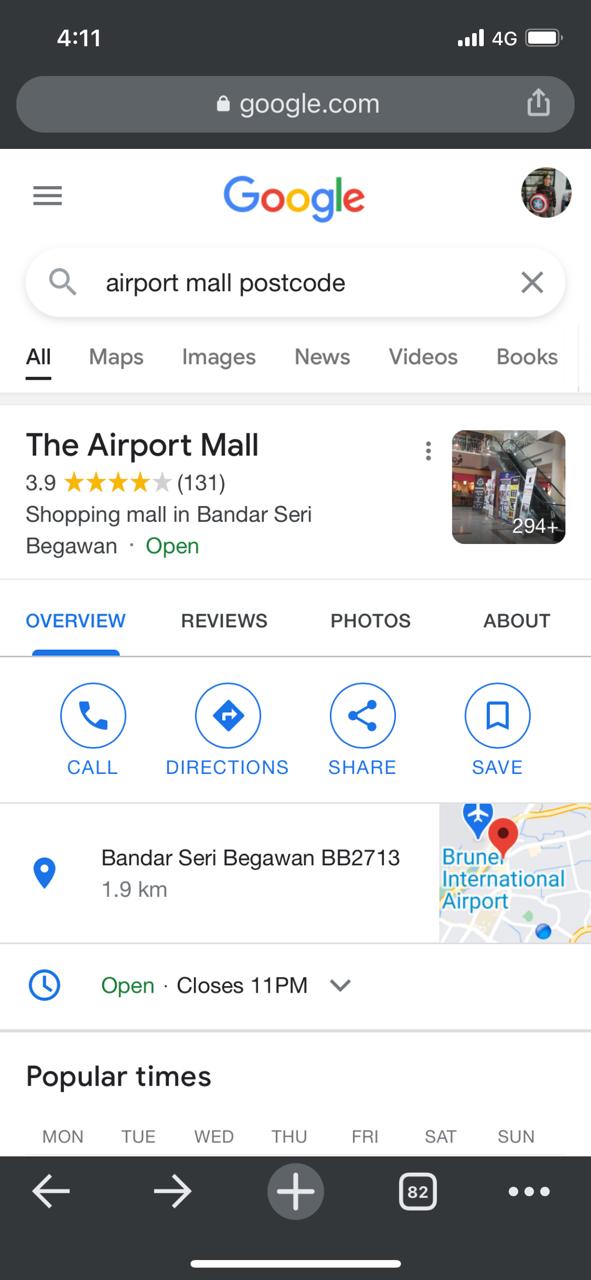 4:11
4G
google.com
Google
airport mall postcode
All Maps Images News Videos Books
The Airport Mall
3.9 (131)
Shopping mall in Bandar Seri
Begawan · Open
294+
OVERVIEW REVIEWS PHOTOS ABOUT
CALL DIRECTIONS SHARE SAVE
Bandar Seri Begawan BB2713
1.9 km
Brunei
International
Airport
Open · Closes 11PM
Popular times
MON TUE WED THU FRI SAT SUN
82